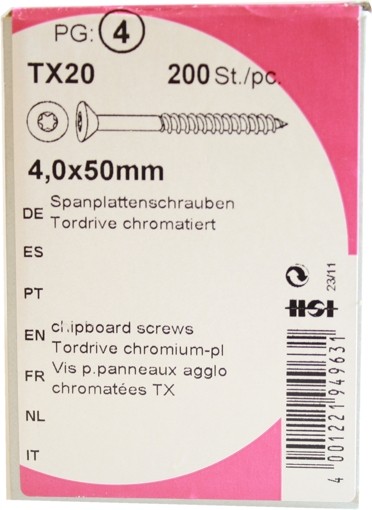 PG: 4
TX20 200 St./pc.
4,0x50mm
DE Spanplattenschrauben
Tordrive chromatiert
ES
PT
EN chipboard screws
Tordrive chromium-pl
FR Vis p.panneaux agglo
chromatées TX
NL
IT
23/11
HSI
4 001221 949631